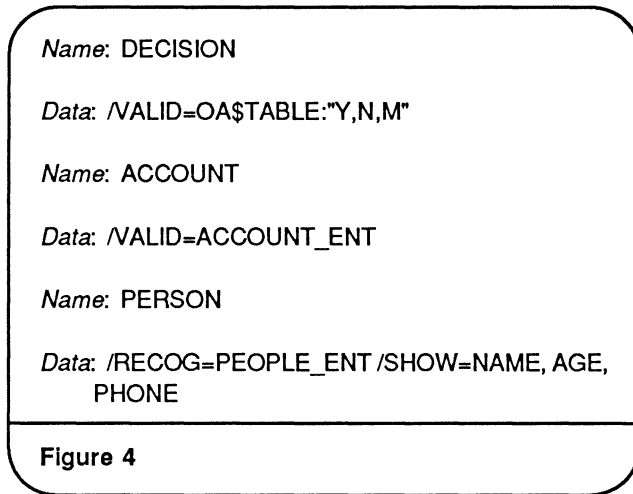 Name: DECISION
Data: /VALID=OA$TABLE:"Y,N,M"
Name: ACCOUNT
Data: /VALID=ACCOUNT_ENT
Name: PERSON
Data: /RECOG=PEOPLE_ENT /SHOW=NAME, AGE,
PHONE
Figure 4